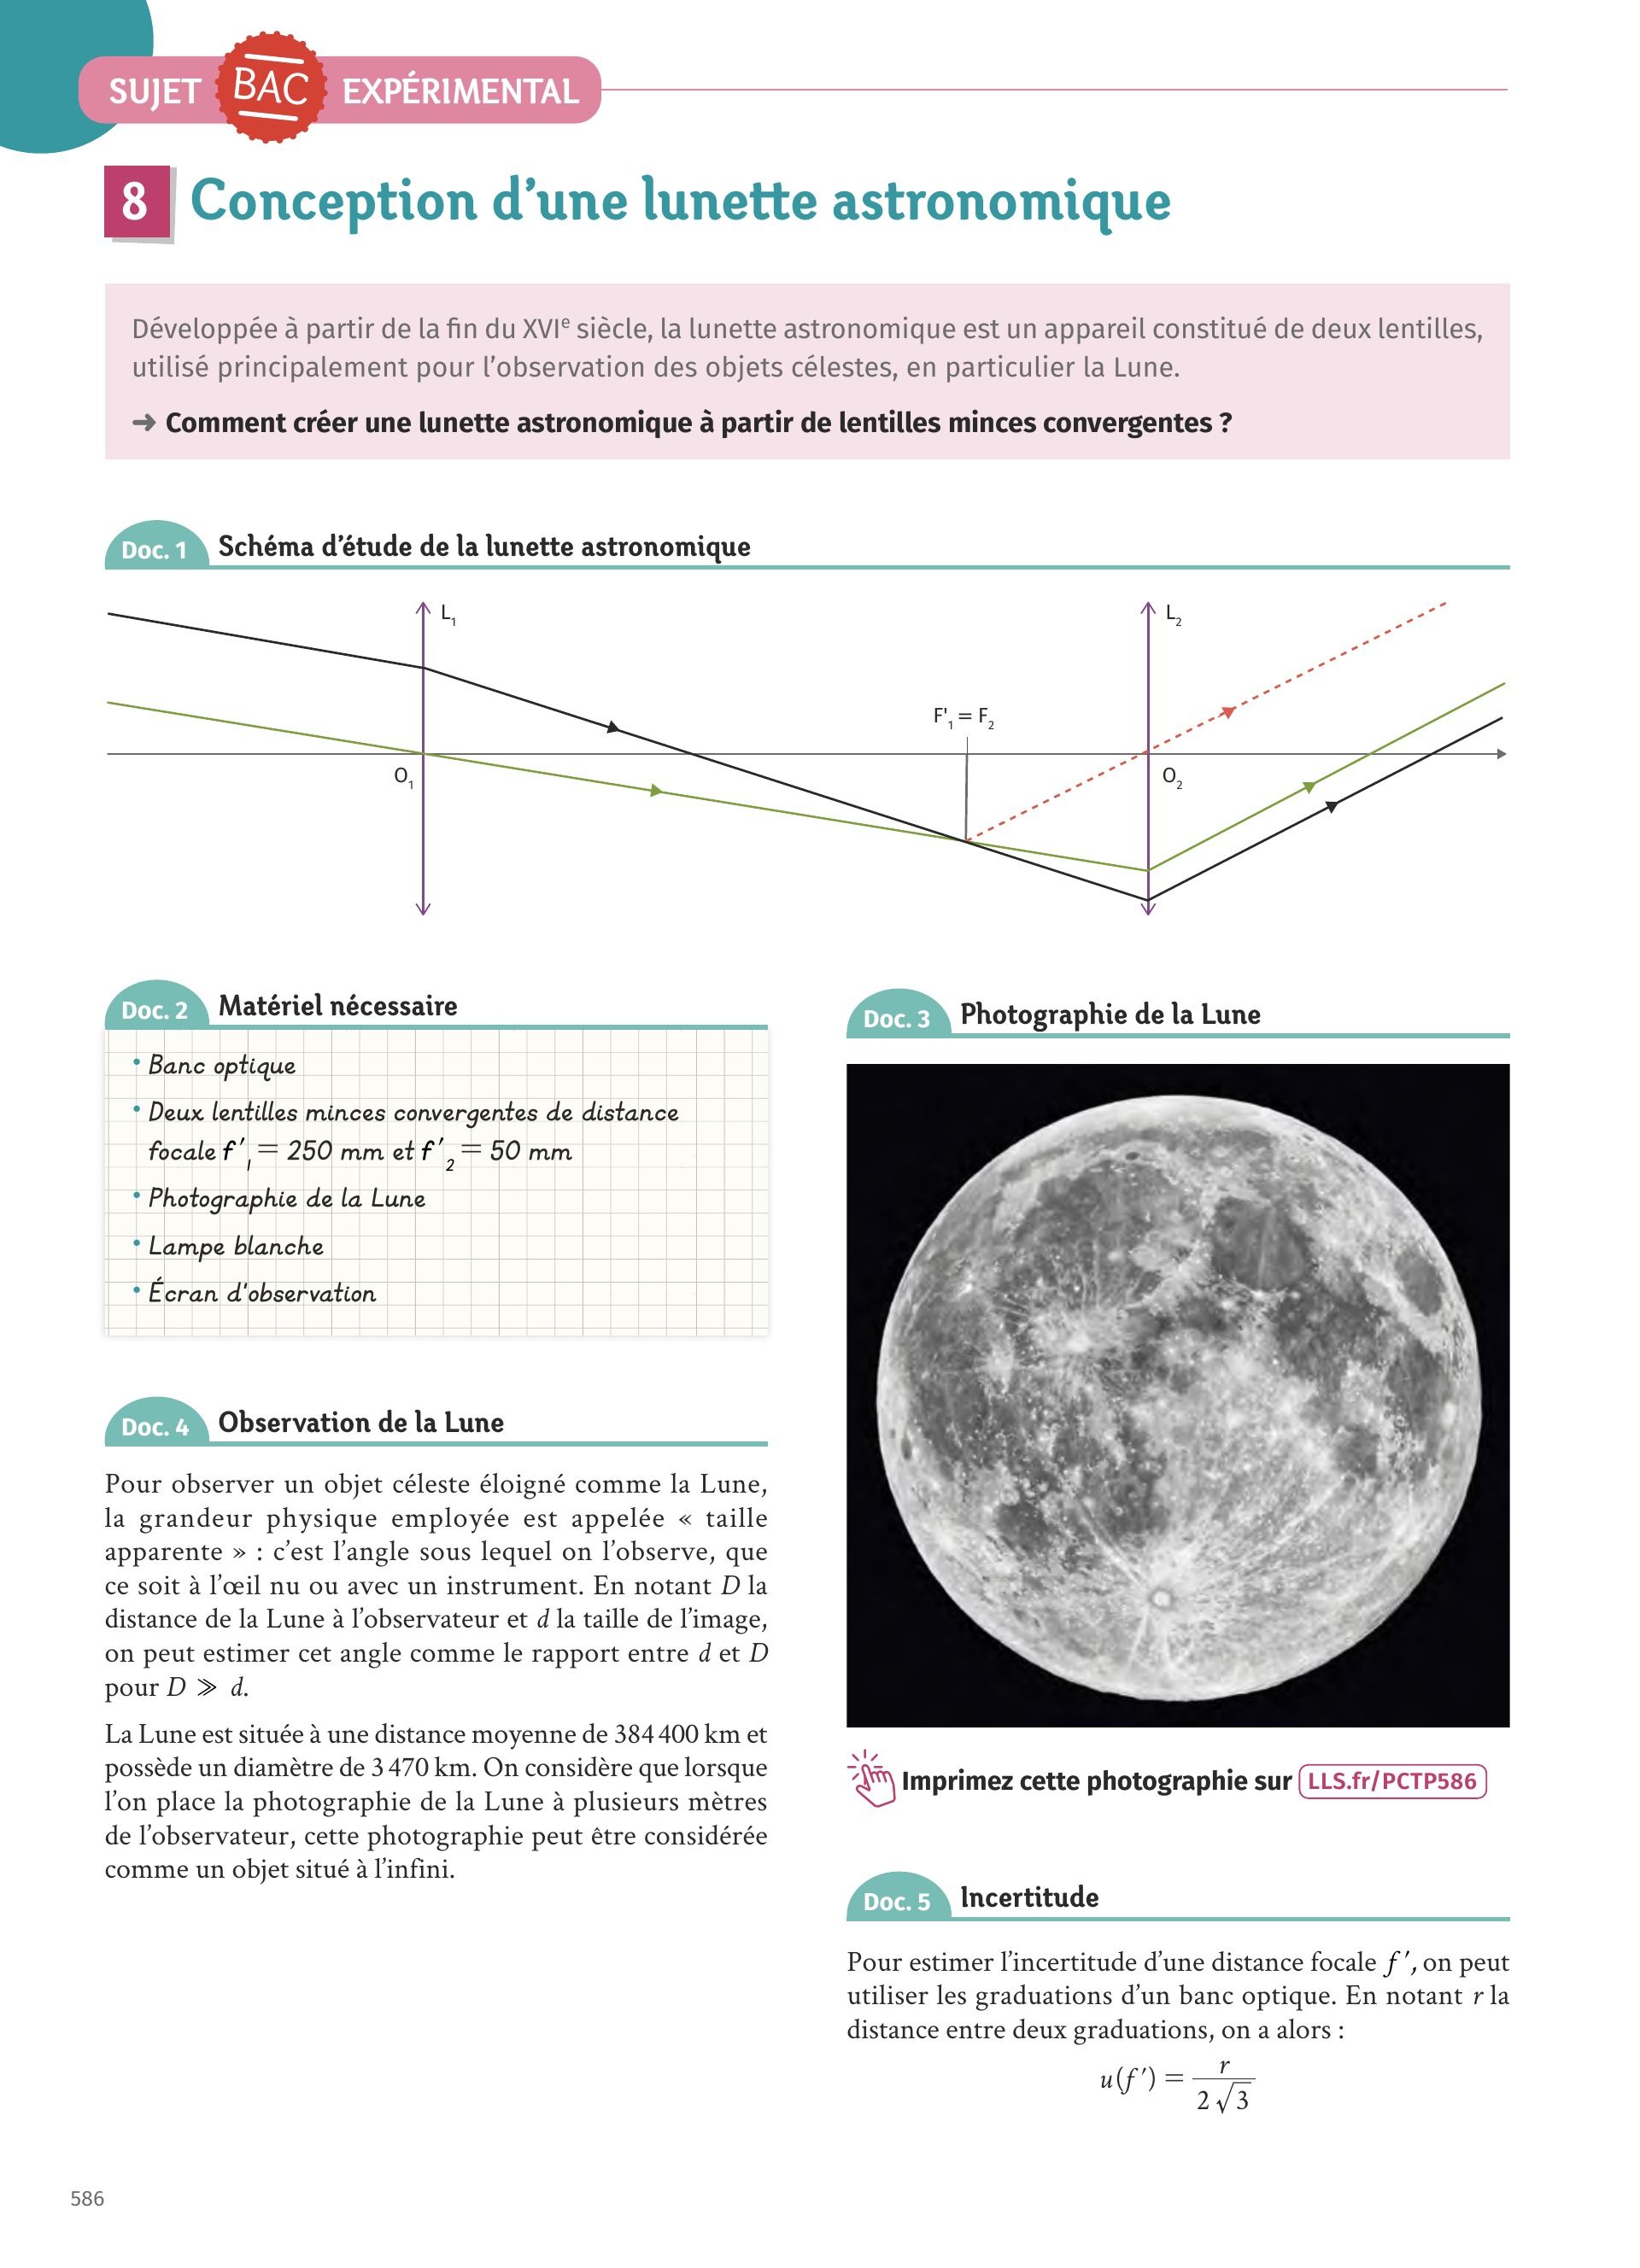 SUJET BAC EXPÉRIMENTAL
8 Conception d'une lunette astronomique
Développée à partir de la fin du XVIe siècle, la lunette astronomique est un appareil constitué de deux lentilles,
utilisé principalement pour l'observation des objets célestes, en particulier la Lune.
➜ Comment créer une lunette astronomique à partir de lentilles minces convergentes ?
Doc. 1 Schéma d'étude de la lunette astronomique
L1
L2
F'1 = F2
O1
O2
Doc. 2 Matériel nécessaire
• Banc optique
• Deux lentilles minces convergentes de distance
focale f'1 = 250 mm et f'2 = 50 mm
• Photographie de la Lune
• Lampe blanche
• Écran d'observation
Doc. 3 Photographie de la Lune
Imprimez cette photographie sur LLS.fr/PCTP586
Doc. 4 Observation de la Lune
Pour observer un objet céleste éloigné comme la Lune,
la grandeur physique employée est appelée « taille
apparente » : c'est l'angle sous lequel on l'observe, que
ce soit à l'œil nu ou avec un instrument. En notant D la
distance de la Lune à l'observateur et d la taille de l'image,
on peut estimer cet angle comme le rapport entre d et D
pour D ≫ d.
La Lune est située à une distance moyenne de 384 400 km et
possède un diamètre de 3 470 km. On considère que lorsque
l'on place la photographie de la Lune à plusieurs mètres
de l'observateur, cette photographie peut être considérée
comme un objet situé à l'infini.
Doc. 5 Incertitude
Pour estimer l'incertitude d'une distance focale f', on peut
utiliser les graduations d'un banc optique. En notant r la
distance entre deux graduations, on a alors :
u(f') = r / 2√3
586